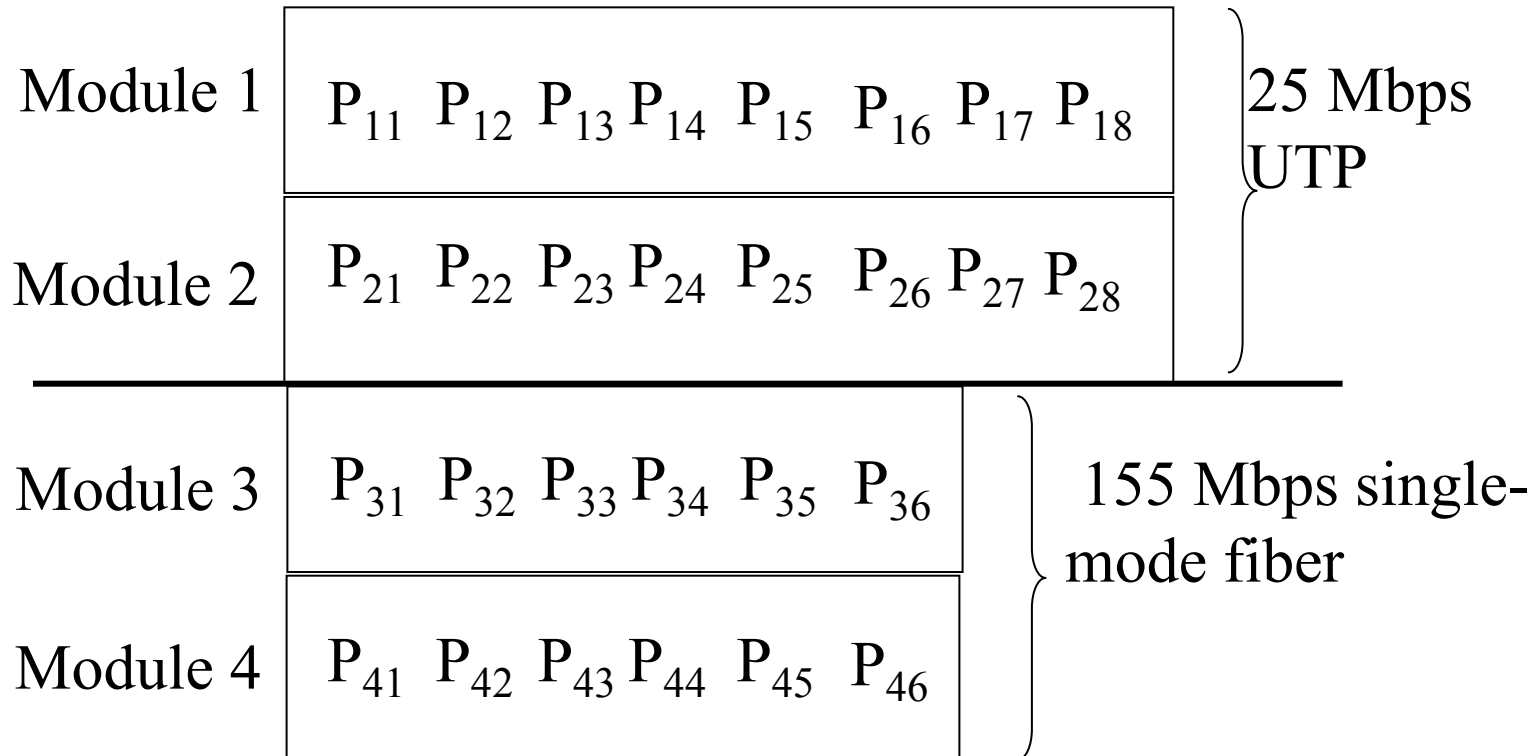 Module 1
P11 P12 P13 P14 P15 P16 P17 P18
25 Mbps
UTP
Module 2
P21 P22 P23 P24 P25 P26 P27 P28
Module 3
P31 P32 P33 P34 P35 P36
155 Mbps single-
mode fiber
Module 4
P41 P42 P43 P44 P45 P46